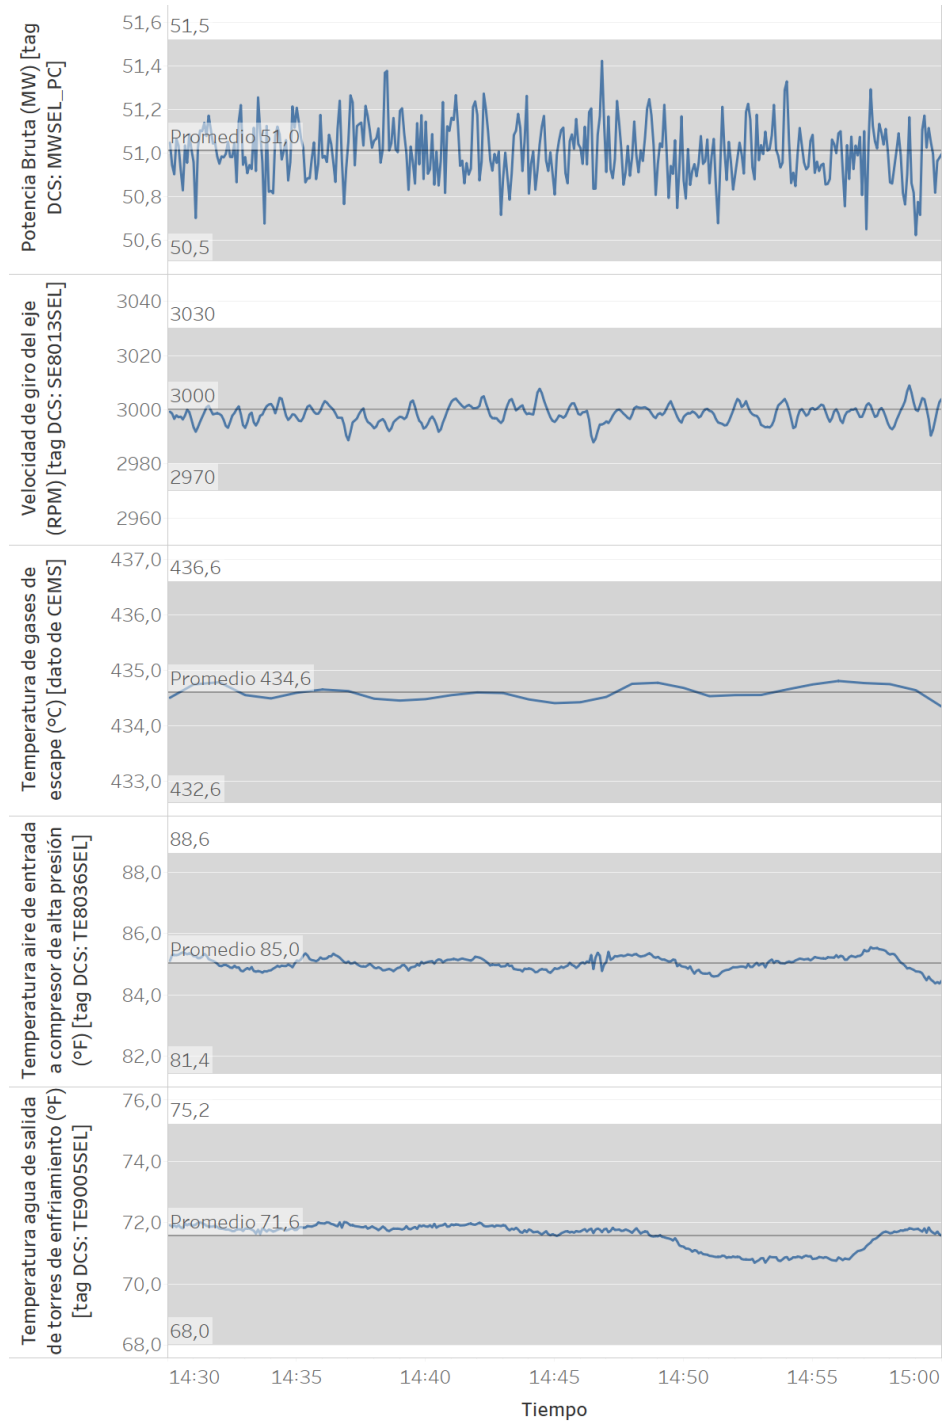 Potencia Bruta (MW) [tag
DCS: MWSEL_PC]
51,6
51,4
51,2
51,0
50,8
50,6
51,5
Promedio 51,0
50,5
Velocidad de giro del eje
(RPM) [tag DCS: SE8013SEL]
3040
3020
3000
2980
2960
3030
3000
2970
Temperatura de gases de
escape (°C) [dato de CEMS]
437,0
436,0
435,0
434,0
433,0
436,6
Promedio 434,6
432,6
Temperatura aire de entrada
a compresor de alta presión
(°F) [tag DCS: TE8036SEL]
88,0
86,0
84,0
82,0
88,6
Promedio 85,0
81,4
Temperatura agua de salida
de torres de enfriamiento (°F)
[tag DCS: TE9005SEL]
76,0
74,0
72,0
70,0
68,0
75,2
Promedio 71,6
68,0
14:30 14:35 14:40 14:45 14:50 14:55 15:00
Tiempo